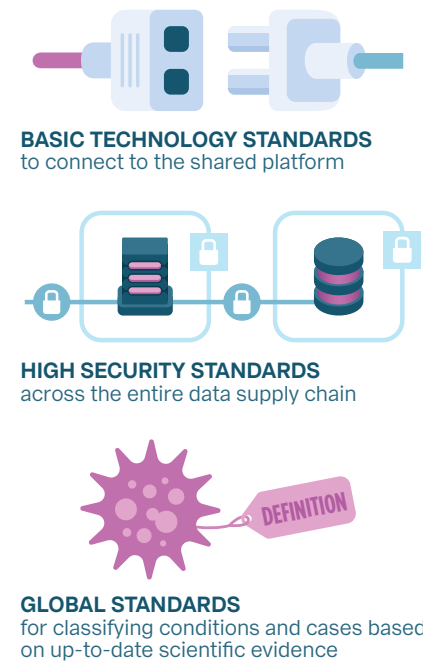 BASIC TECHNOLOGY STANDARDS
to connect to the shared platform
HIGH SECURITY STANDARDS
across the entire data supply chain
DEFINITION
GLOBAL STANDARDS
for classifying conditions and cases based
on up-to-date scientific evidence